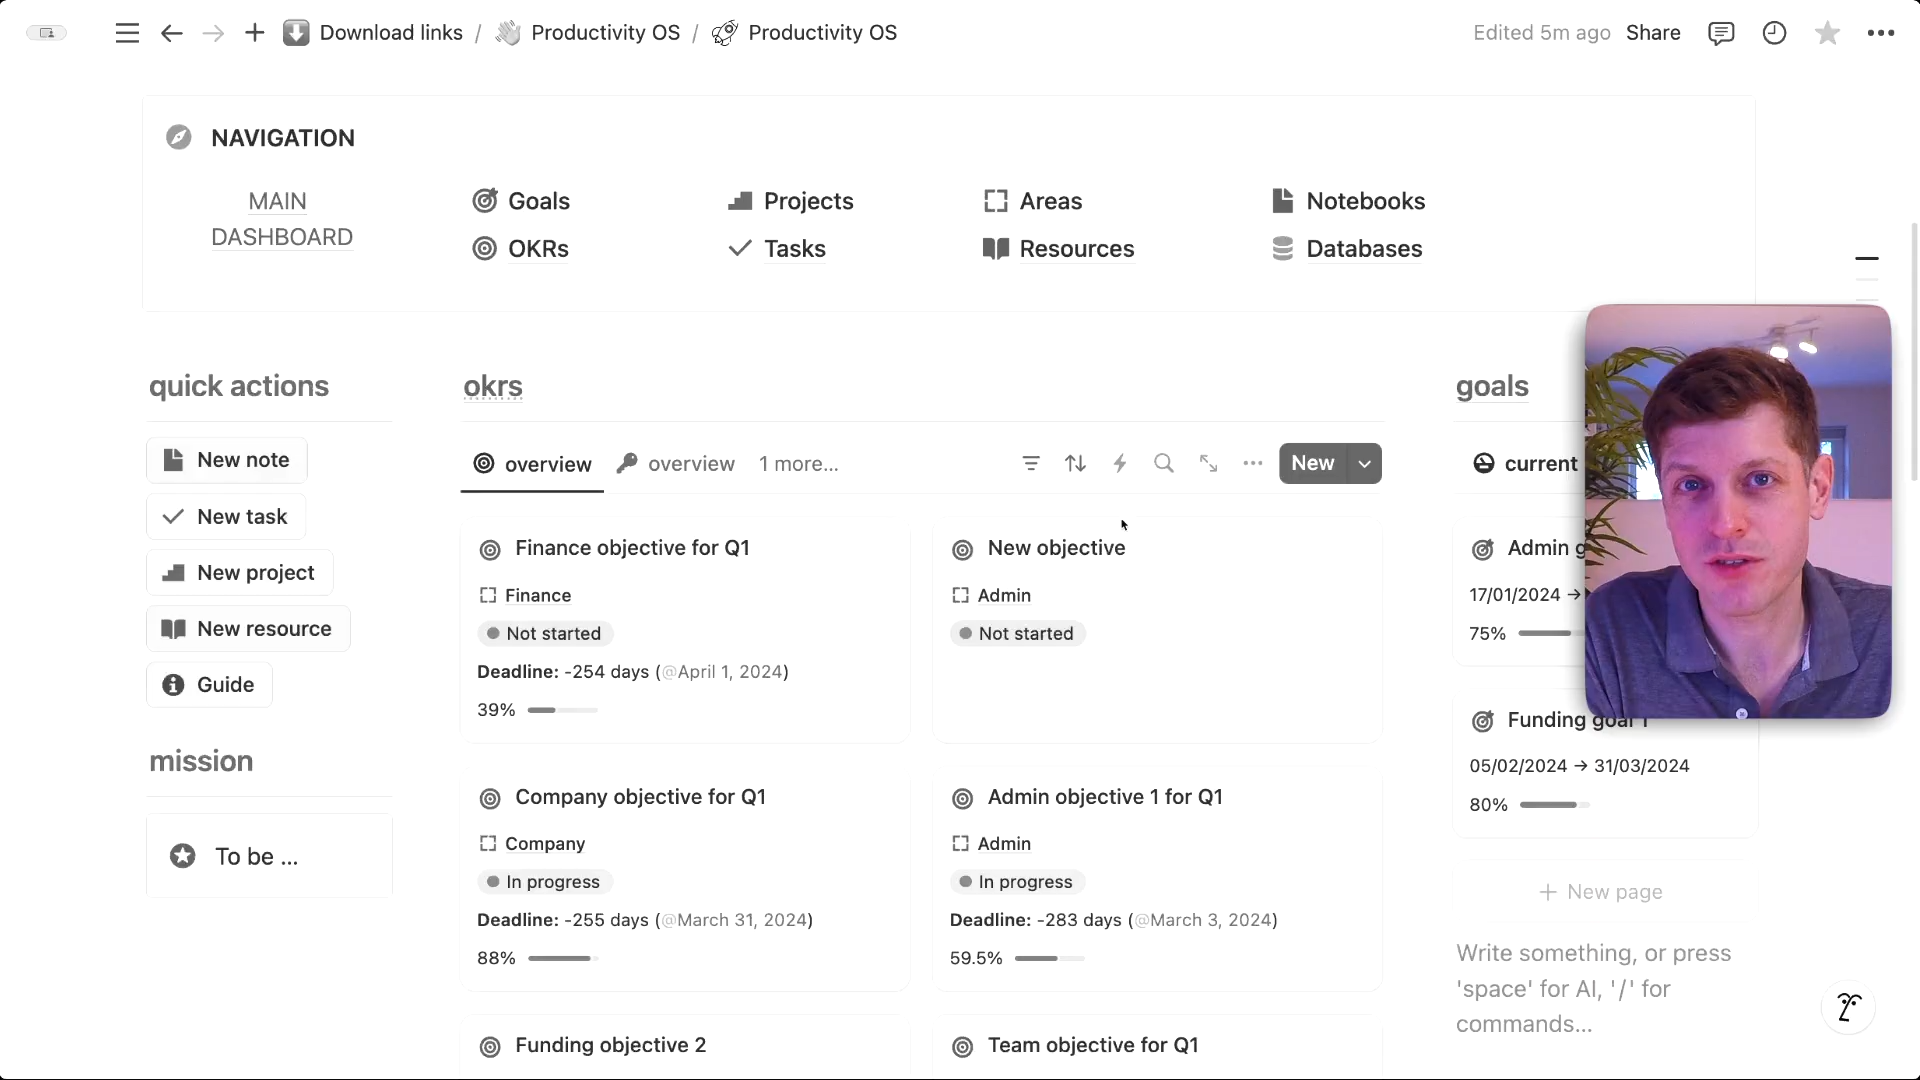 Download links / Productivity OS / Productivity OS
Edited 5m ago Share
NAVIGATION
MAIN DASHBOARD
Goals
OKRs
Projects
Tasks
Areas
Resources
Notebooks
Databases
quick actions
New note
New task
New project
New resource
Guide
mission
To be ...
okrs
overview overview 1 more... New
Finance objective for Q1
Finance
Not started
Deadline: -254 days (@April 1, 2024)
39%
New objective
Admin
Not started
Company objective for Q1
Company
In progress
Deadline: -255 days (@March 31, 2024)
88%
Admin objective 1 for Q1
Admin
In progress
Deadline: -283 days (@March 3, 2024)
59.5%
Funding objective 2
Team objective for Q1
goals
current
Admin
17/01/2024 →
75%
Funding goal 1
05/02/2024 → 31/03/2024
80%
+ New page
Write something, or press
'space' for AI, '/' for
commands...